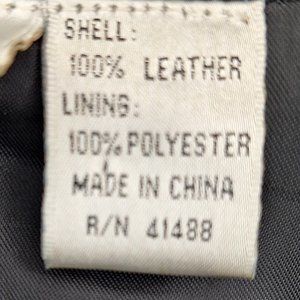 SHELL:
100% LEATHER
LINING:
100% POLYESTER
MADE IN CHINA
R/N 41488